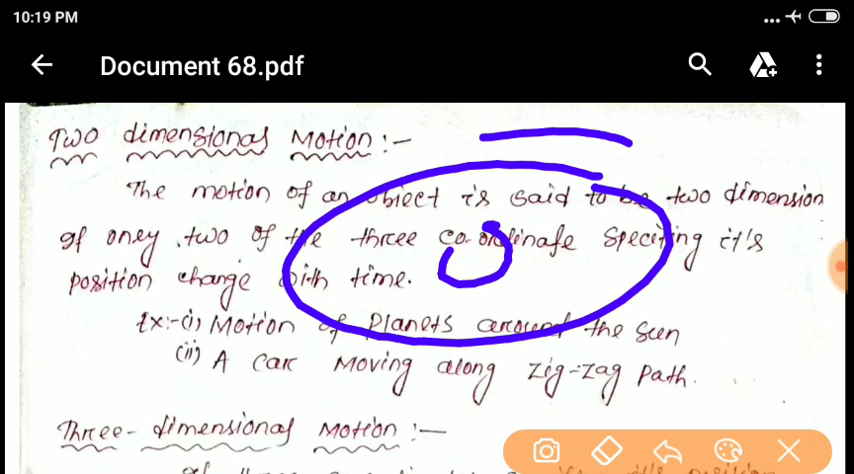 10:19 PM
Document 68.pdf
Two dimensional Motion :-
The motion of an object is said to be two dimension
if only two of the three co-ordinate specifing it's
position change with time.
Ex:-(i) Motion of Planets around the sun
(ii) A car moving along zig-zag path.
Three-dimensional Motion :-